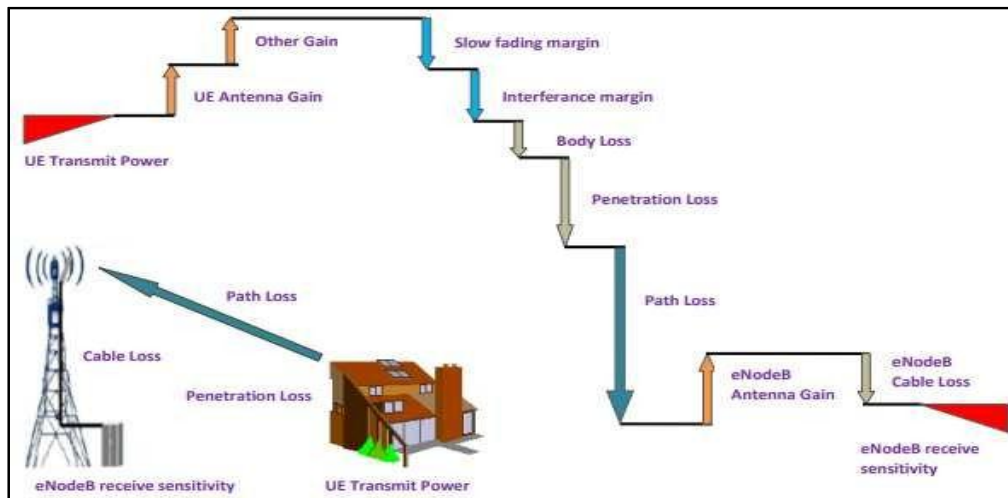 Other Gain
Slow fading margin
UE Antenna Gain
Interferance margin
Body Loss
UE Transmit Power
Penetration Loss
Path Loss
Path Loss
Cable Loss
eNodeB
Antenna Gain
eNodeB
Cable Loss
Penetration Loss
eNodeB receive
sensitivity
eNodeB receive sensitivity
UE Transmit Power